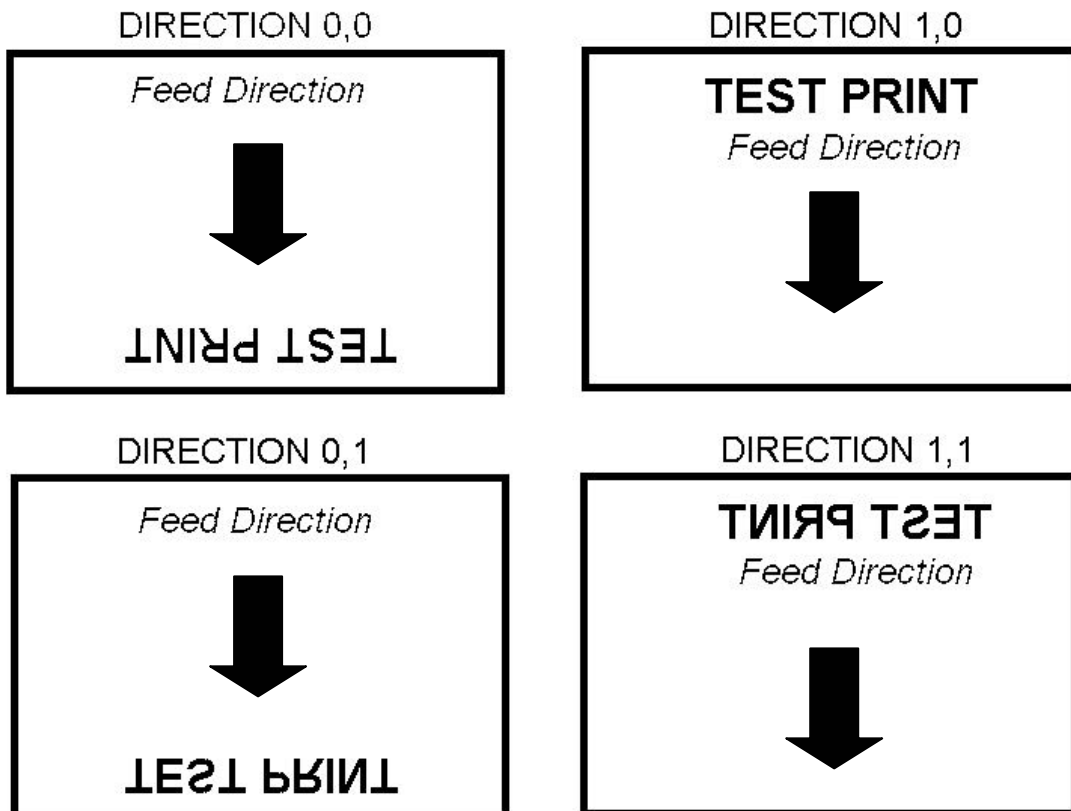 DIRECTION 0,0
Feed Direction
TEST PRINT
DIRECTION 1,0
TEST PRINT
Feed Direction
DIRECTION 0,1
Feed Direction
TEST PRINT
DIRECTION 1,1
TEST PRINT
Feed Direction